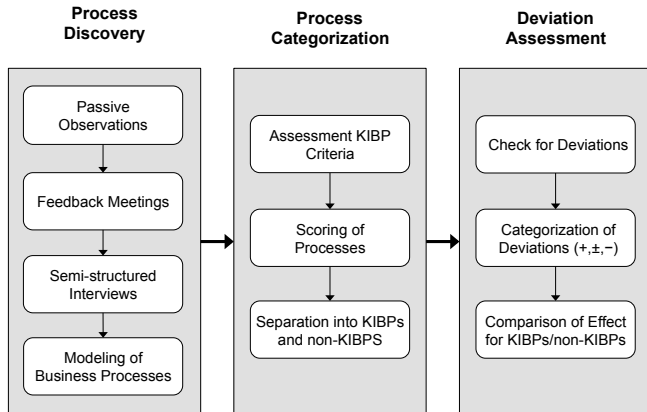 Process
Discovery
Passive
Observations
Feedback Meetings
Semi-structured
Interviews
Modeling of
Business Processes
Process
Categorization
Assessment KIBP
Criteria
Scoring of
Processes
Separation into KIBPs
and non-KIBPS
Deviation
Assessment
Check for Deviations
Categorization of
Deviations (+,±,−)
Comparison of Effect
for KIBPs/non-KIBPs